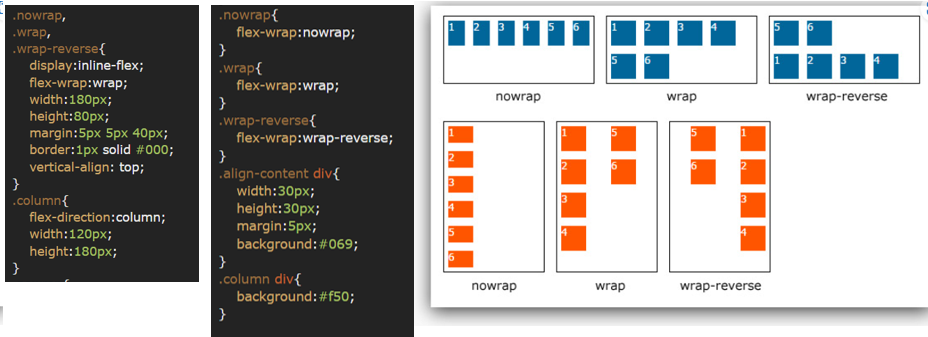 .nowrap,
.wrap,
.wrap-reverse{
display:inline-flex;
flex-wrap:wrap;
width:180px;
height:80px;
margin:5px 5px 40px;
border:1px solid #000;
vertical-align: top;
}
.column{
flex-direction:column;
width:120px;
height:180px;
}
.nowrap{
flex-wrap:nowrap;
}
.wrap{
flex-wrap:wrap;
}
.wrap-reverse{
flex-wrap:wrap-reverse;
}
.align-content div{
width:30px;
height:30px;
margin:5px;
background:#069;
}
.column div{
background:#f50;
}
1 2 3 4 5 6
nowrap
1 2 3 4
5 6
wrap
5 6
1 2 3 4
wrap-reverse
1
2
3
4
5
6
nowrap
1 5
2 6
3
4
wrap
5 1
6 2
3
4
wrap-reverse